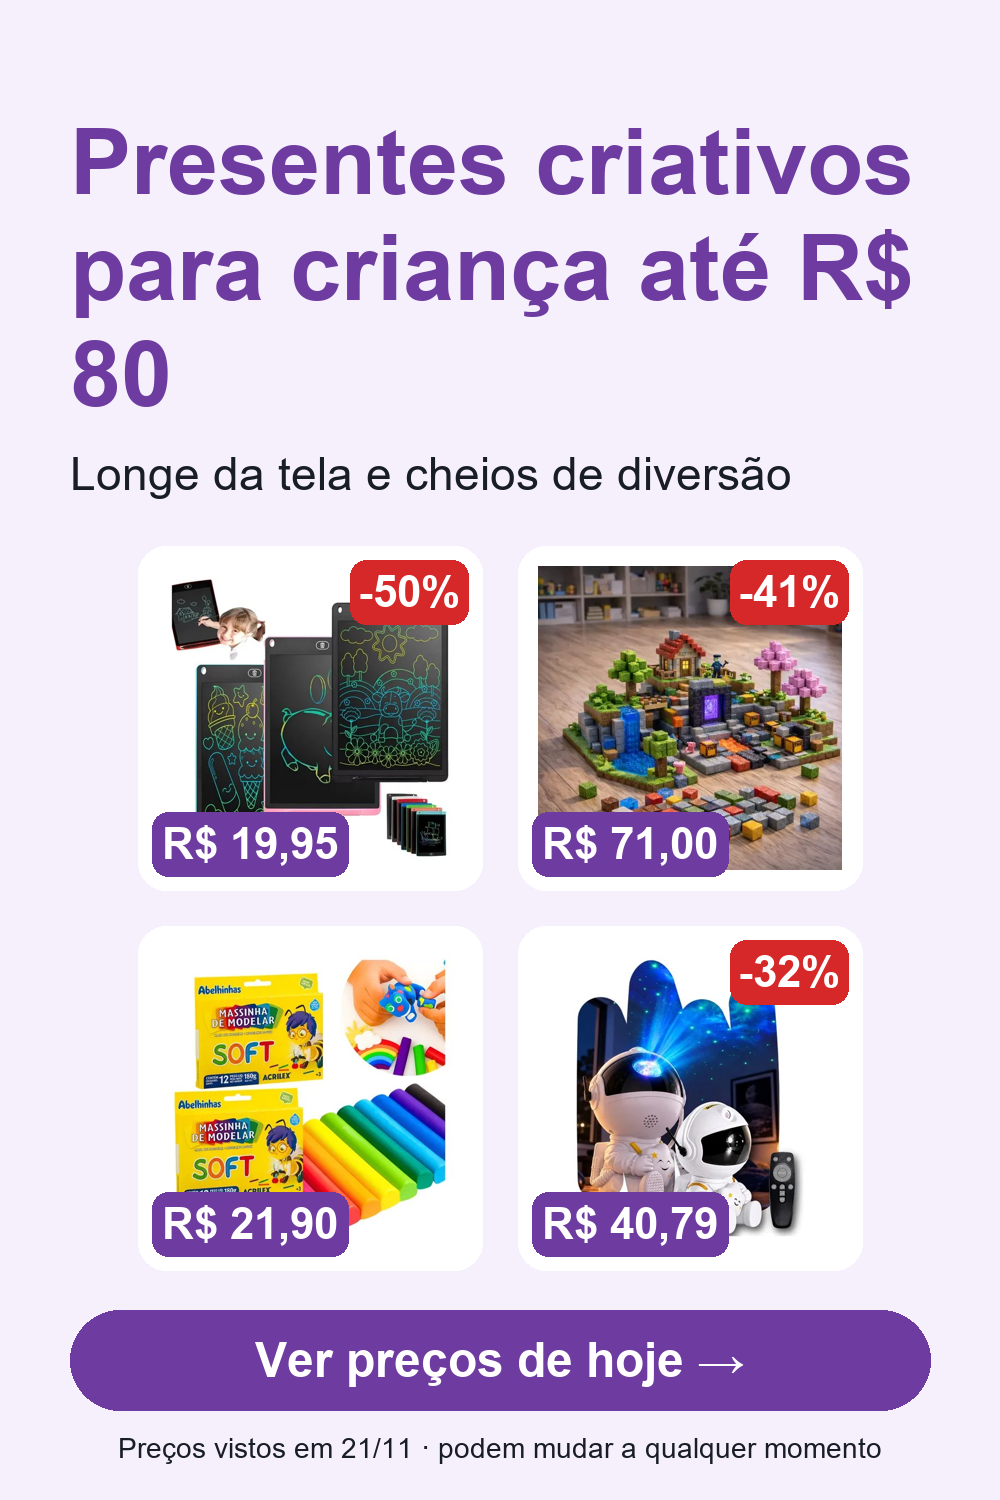 Presentes criativos
para criança até R$
80
Longe da tela e cheios de diversão
-50%
R$ 19,95
-41%
R$ 71,00
Abelhinhas
MASSINHA
DE MODELAR
SOFT
12
180g
ACRILEX
Abelhinhas
MASSINHA
DE MODELAR
SOFT
R$ 21,90
-32%
R$ 40,79
Ver preços de hoje →
Preços vistos em 21/11 · podem mudar a qualquer momento